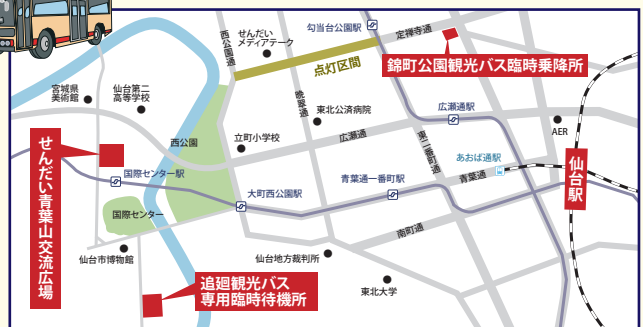 勾当台公園駅
定禅寺通
西公園通
せんだい
メディアテーク
点灯区間
錦町公園観光バス臨時乗降所
宮城県
美術館
仙台第二
高等学校
晩翠通
東北公済病院
広瀬通駅
AER
西公園
立町小学校
広瀬通
東二番町通
あおば通駅
仙台駅
せんだい青葉山交流広場
国際センター駅
大町西公園駅
青葉通一番町駅
青葉通
国際センター
南町通
仙台市博物館
仙台地方裁判所
追廻観光バス
専用臨時待機所
東北大学